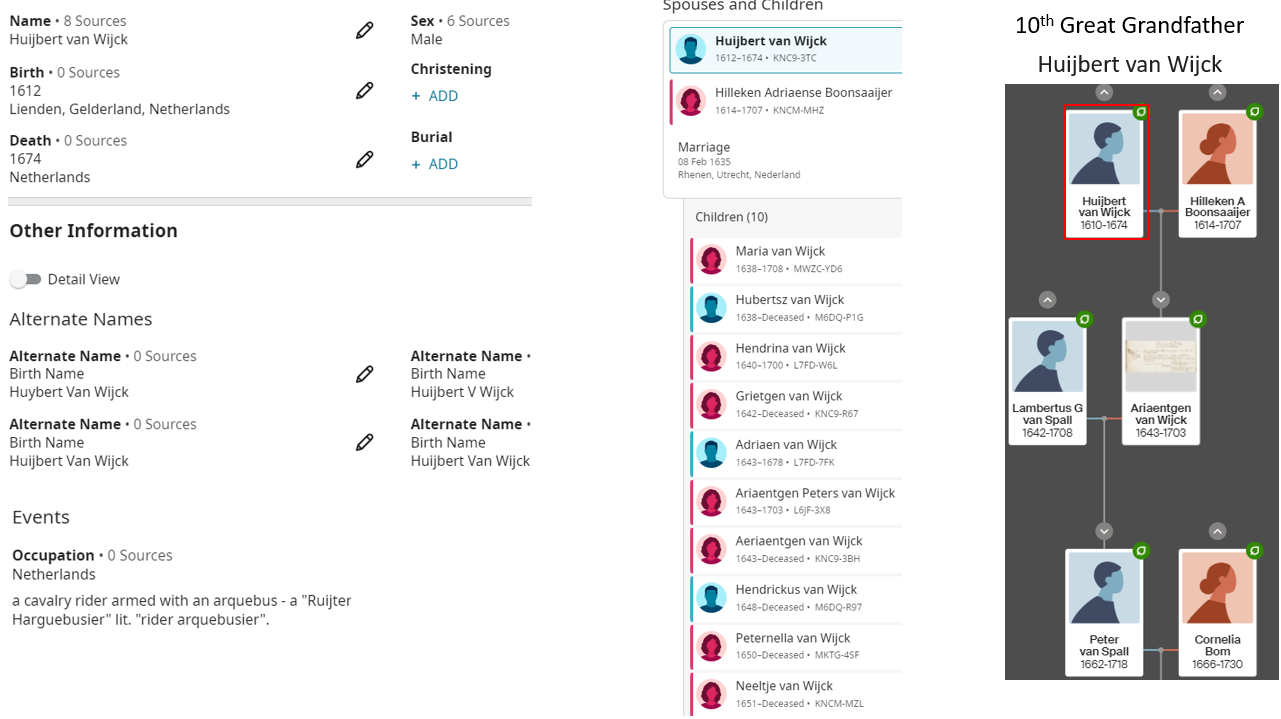 Name • 8 Sources
Huijbert van Wijck
Sex • 6 Sources
Male
Birth • 0 Sources
1612
Lienden, Gelderland, Netherlands
Christening
+ ADD
Death • 0 Sources
1674
Netherlands
Burial
+ ADD
Other Information
Detail View
Alternate Names
Alternate Name • 0 Sources
Birth Name
Huybert Van Wijck
Alternate Name •
Birth Name
Huijbert V Wijck
Alternate Name • 0 Sources
Birth Name
Huijbert Van Wijck
Alternate Name •
Birth Name
Huijbert Van Wijck
Events
Occupation • 0 Sources
Netherlands
a cavalry rider armed with an arquebus - a "Ruijter
Harguebusier" lit. "rider arquebusier".
Spouses and Children
Huijbert van Wijck
1612–1674 • KNC9-3TC
Hilleken Adriaense Boonsaaijer
1614–1707 • KNCM-MHZ
Marriage
08 Feb 1635
Rhenen, Utrecht, Nederland
Children (10)
Maria van Wijck
1638–1708 • MWZC-YD6
Hubertsz van Wijck
1638–Deceased • M6DQ-P1G
Hendrina van Wijck
1640–1700 • L7FD-W6L
Grietgen van Wijck
1642–Deceased • KNC9-R67
Adriaen van Wijck
1643–1678 • L7FD-7FK
Ariaentgen Peters van Wijck
1643–1703 • L6JF-3X8
Aeriaentgen van Wijck
1643–Deceased • KNC9-3BH
Hendrickus van Wijck
1648–Deceased • M6DQ-R97
Peternella van Wijck
1650–Deceased • MKTG-4SF
Neeltje van Wijck
1651–Deceased • KNCM-MZL
10th Great Grandfather
Huijbert van Wijck
Huijbert
van Wijck
1610-1674
Hilleken A
Boonsaaijer
1614-1707
Lambertus G
van Spall
1642-1708
Ariaentgen
van Wijck
1643-1703
Peter
van Spall
1662-1718
Cornelia
Bom
1666-1730